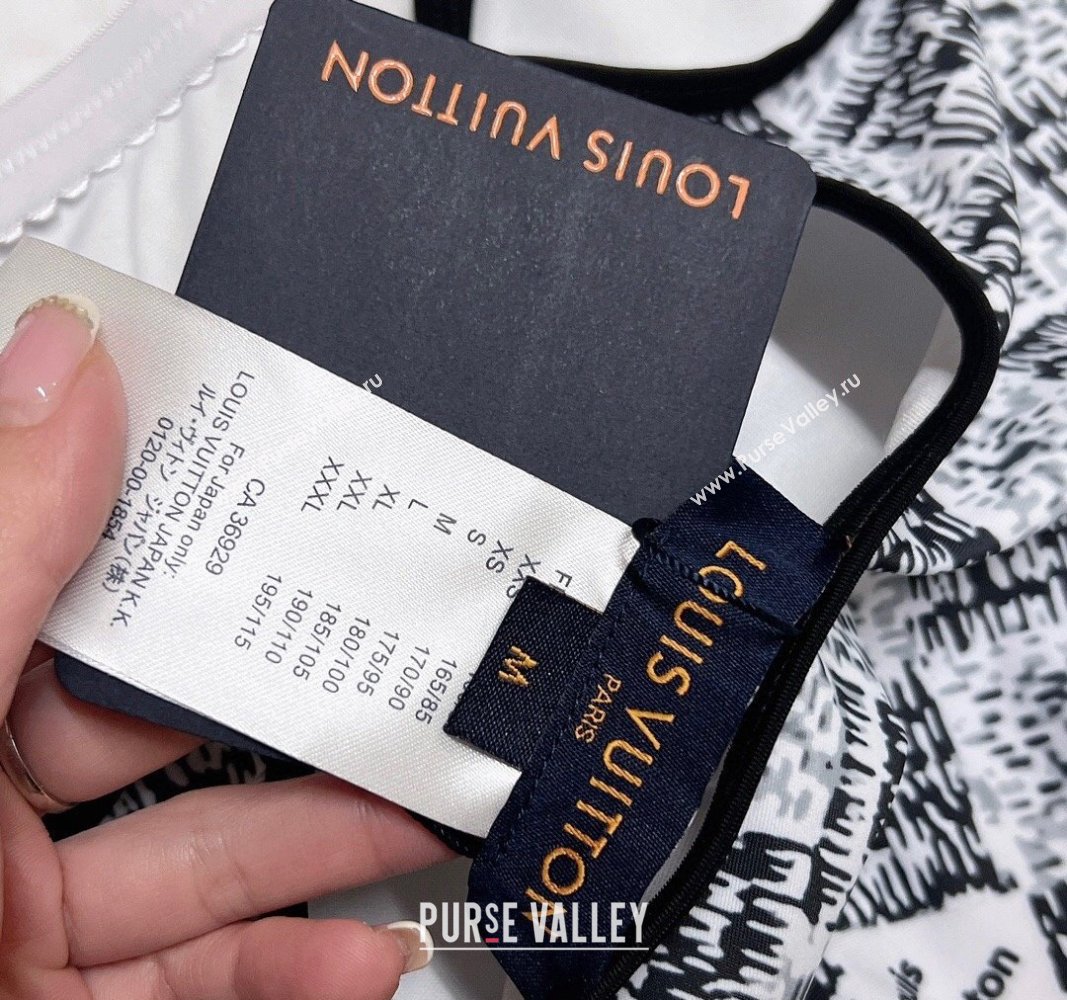 LOUIS VUITTON
LOUIS VUITTON
PARIS
M
XS
S
M
L
XL
XXL
XXXL
165/85
170/90
175/95
180/100
185/105
190/110
195/115
CA 36929
For Japan only:
LOUIS VUITTON JAPAN K.K.
ルイ・ヴィトン ジャパン(株)
0120-00-1854
www.PurseValley.ru
PURSE VALLEY